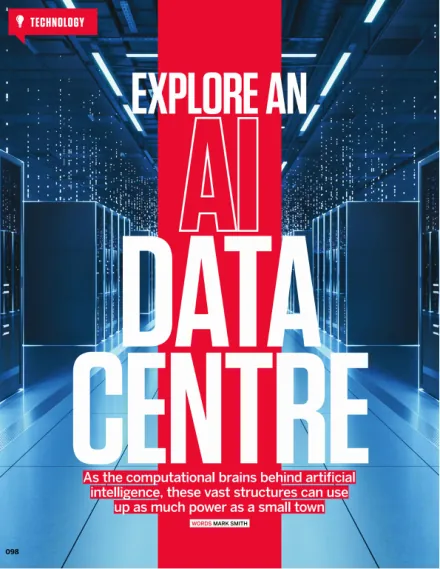 TECHNOLOGY
EXPLORE AN
AI
DATA
CENTRE
As the computational brains behind artificial
intelligence, these vast structures can use
up as much power as a small town
WORDS MARK SMITH
098